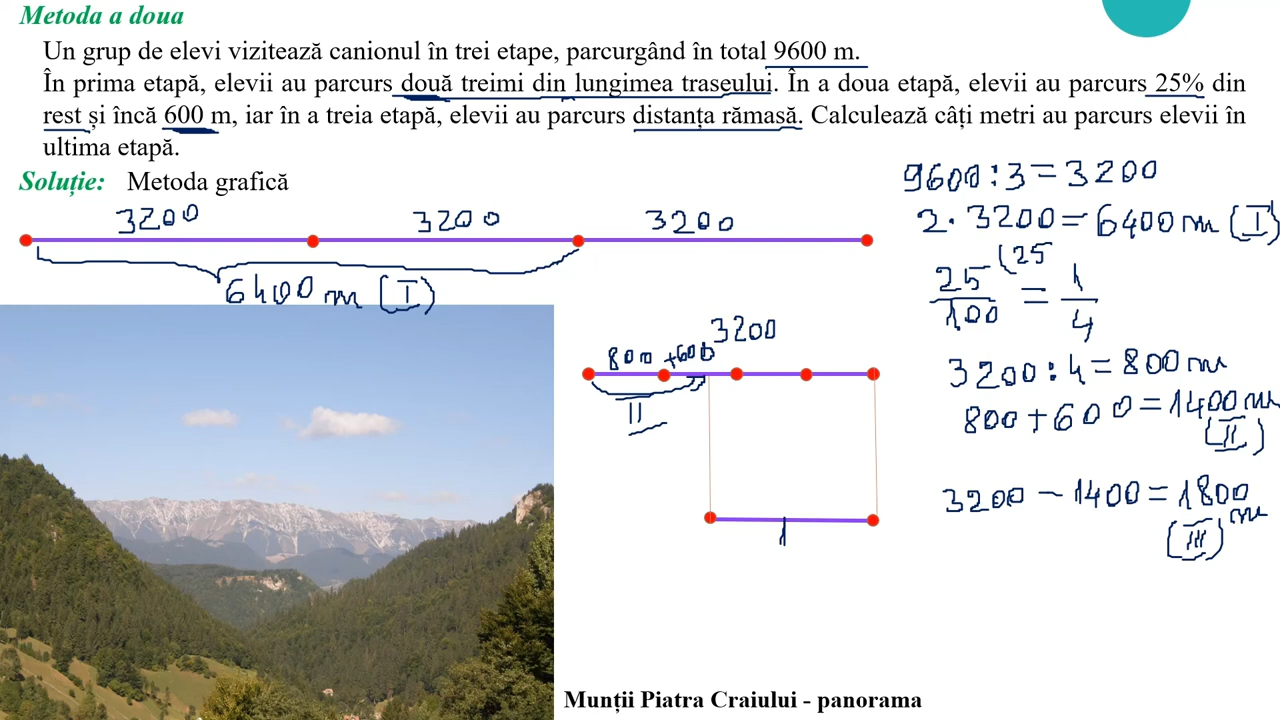 Metoda a doua
Un grup de elevi vizitează canionul în trei etape, parcurgând în total 9600 m.
În prima etapă, elevii au parcurs două treimi din lungimea traseului. În a doua etapă, elevii au parcurs 25% din
rest și încă 600 m, iar în a treia etapă, elevii au parcurs distanța rămasă. Calculează câți metri au parcurs elevii în
ultima etapă.
Soluție: Metoda grafică
3200 3200 3200
6400 m (I)
9600 : 3 = 3200
2 · 3200 = 6400 m (I)
25/100 (25 = 1/4
3200
800 +600
II
3200 : 4 = 800 m
800 + 600 = 1400 m
(II)
3200 - 1400 = 1800 m
(III)
1
Munții Piatra Craiului - panorama